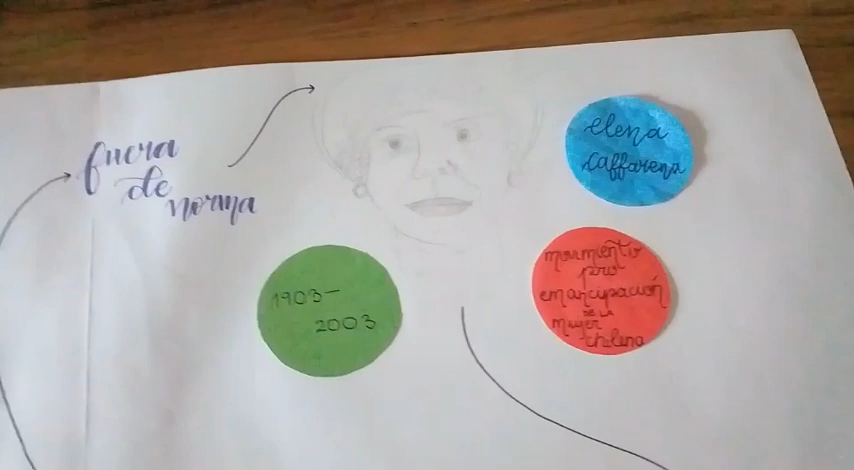 fuera
de
norma
elena
caffarena
1903-
2003
movimiento
pro
emancipación
DE LA
mujer
chilena